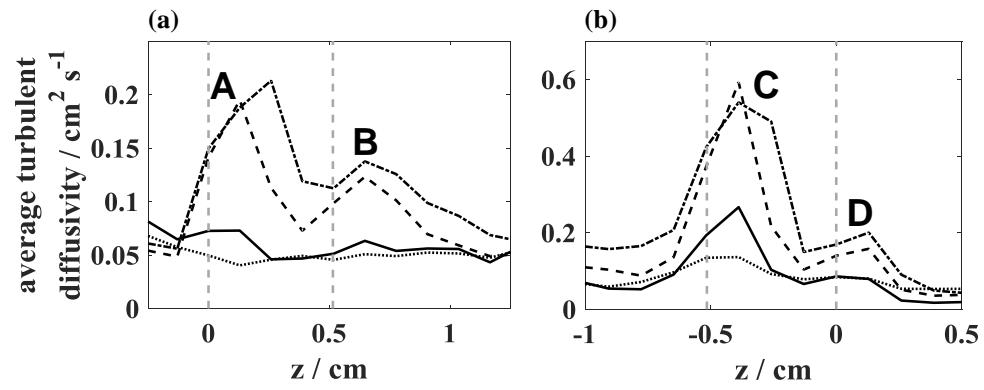 (a)
(b)
average turbulent
diffusivity / cm² s⁻¹
0.2
0.15
0.1
0.05
0
A
B
0
0.5
1
z / cm
0.6
0.4
0.2
0
C
D
-1
-0.5
0
0.5
z / cm